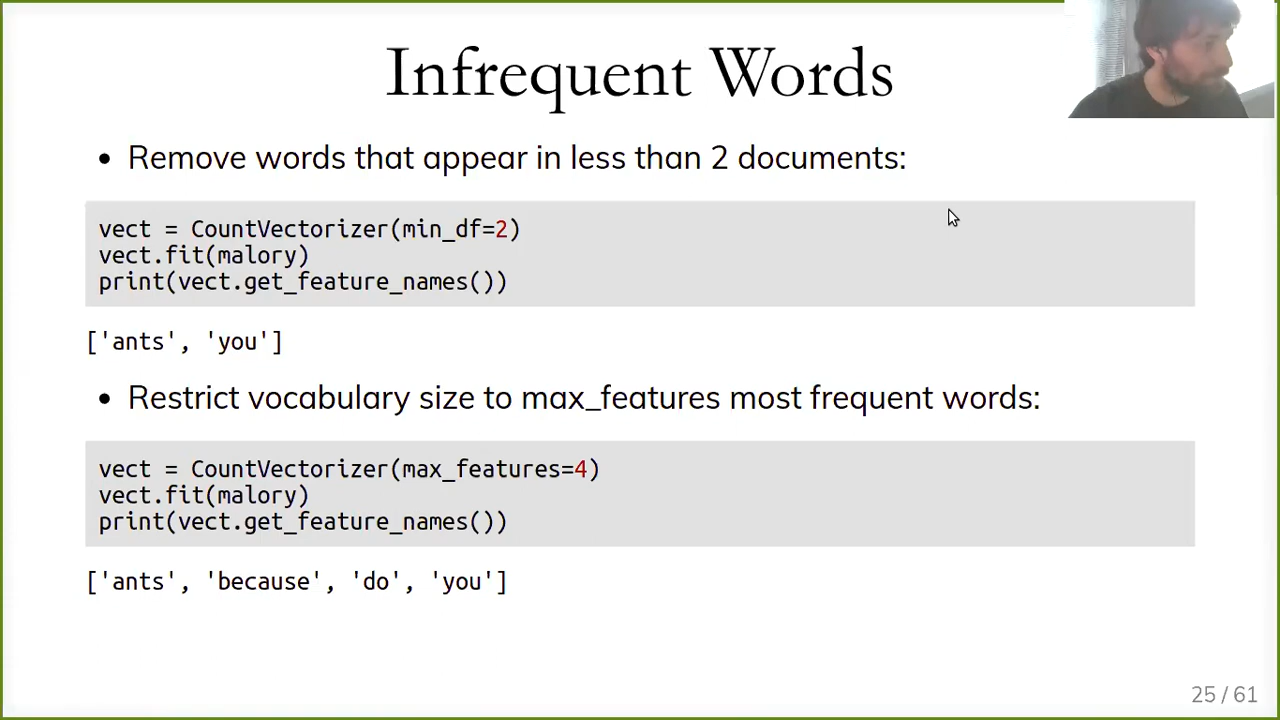 Infrequent Words
• Remove words that appear in less than 2 documents:
vect = CountVectorizer(min_df=2)
vect.fit(malory)
print(vect.get_feature_names())
['ants', 'you']
• Restrict vocabulary size to max_features most frequent words:
vect = CountVectorizer(max_features=4)
vect.fit(malory)
print(vect.get_feature_names())
['ants', 'because', 'do', 'you']
25 / 61